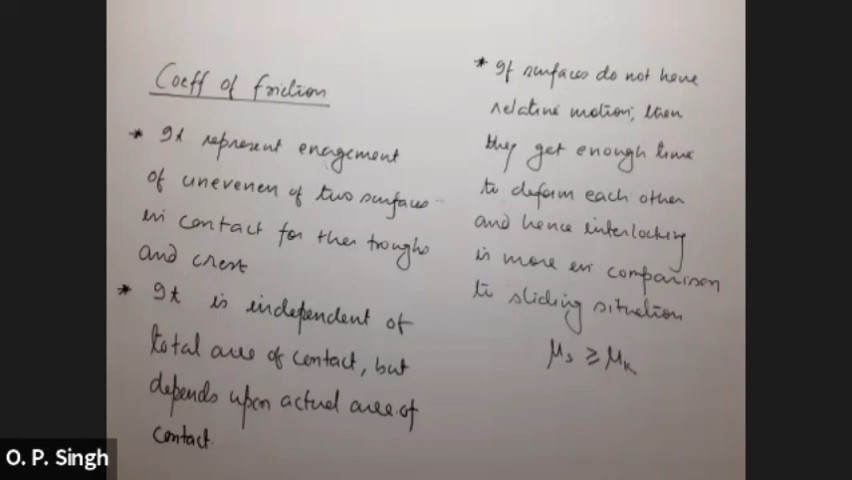 Coeff of friction
* It represent enagement
of unevenen of two surfaces
in contact for ther troughs
and crest
* It is independent of
total area of contact, but
depends upon actual area of
contact.
* If surfaces do not have
relative motion, then
they get enough time
to deform each other
and hence interlocking
is more in comparison
to sliding situation
μs ≥ μk
O. P. Singh